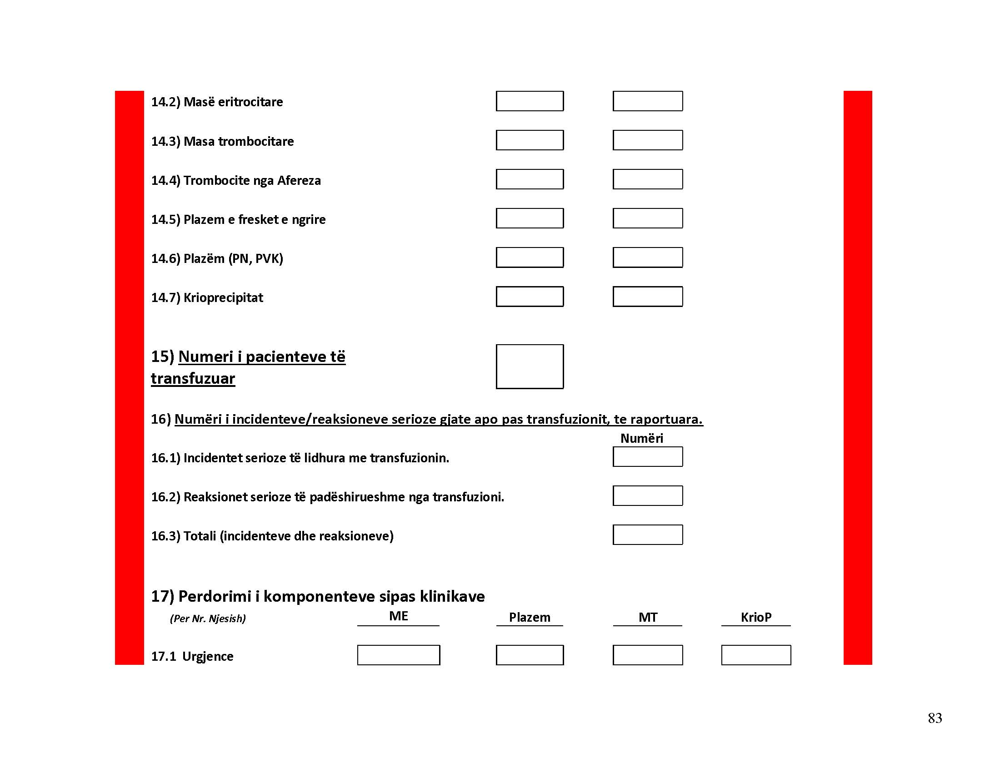 14.2) Masë eritrocitare
14.3) Masa trombocitare
14.4) Trombocite nga Afereza
14.5) Plazem e fresket e ngrire
14.6) Plazëm (PN, PVK)
14.7) Krioprecipitat
15) Numeri i pacienteve të
transfuzuar
16) Numëri i incidenteve/reaksioneve serioze gjate apo pas transfuzionit, te raportuara.
Numëri
16.1) Incidentet serioze të lidhura me transfuzionin.
16.2) Reaksionet serioze të padëshirueshme nga transfuzioni.
16.3) Totali (incidenteve dhe reaksioneve)
17) Perdorimi i komponenteve sipas klinikave
(Per Nr. Njesish) ME Plazem MT KrioP
17.1 Urgjence
83